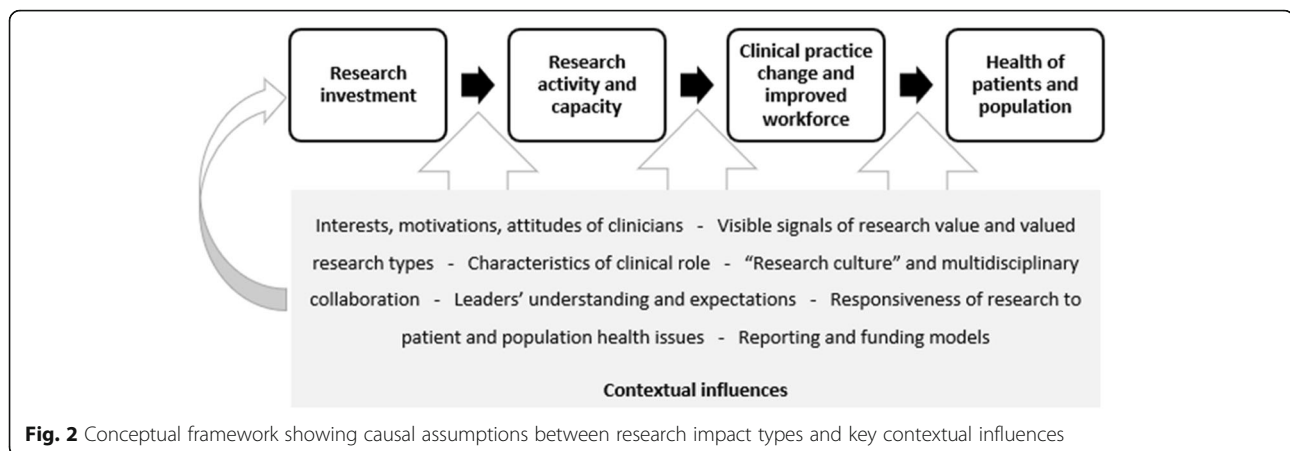 Research
investment
Research
activity and
capacity
Clinical practice
change and
improved
workforce
Health of
patients and
population
Interests, motivations, attitudes of clinicians - Visible signals of research value and valued
research types - Characteristics of clinical role - “Research culture” and multidisciplinary
collaboration - Leaders’ understanding and expectations - Responsiveness of research to
patient and population health issues - Reporting and funding models
Contextual influences
Fig. 2 Conceptual framework showing causal assumptions between research impact types and key contextual influences